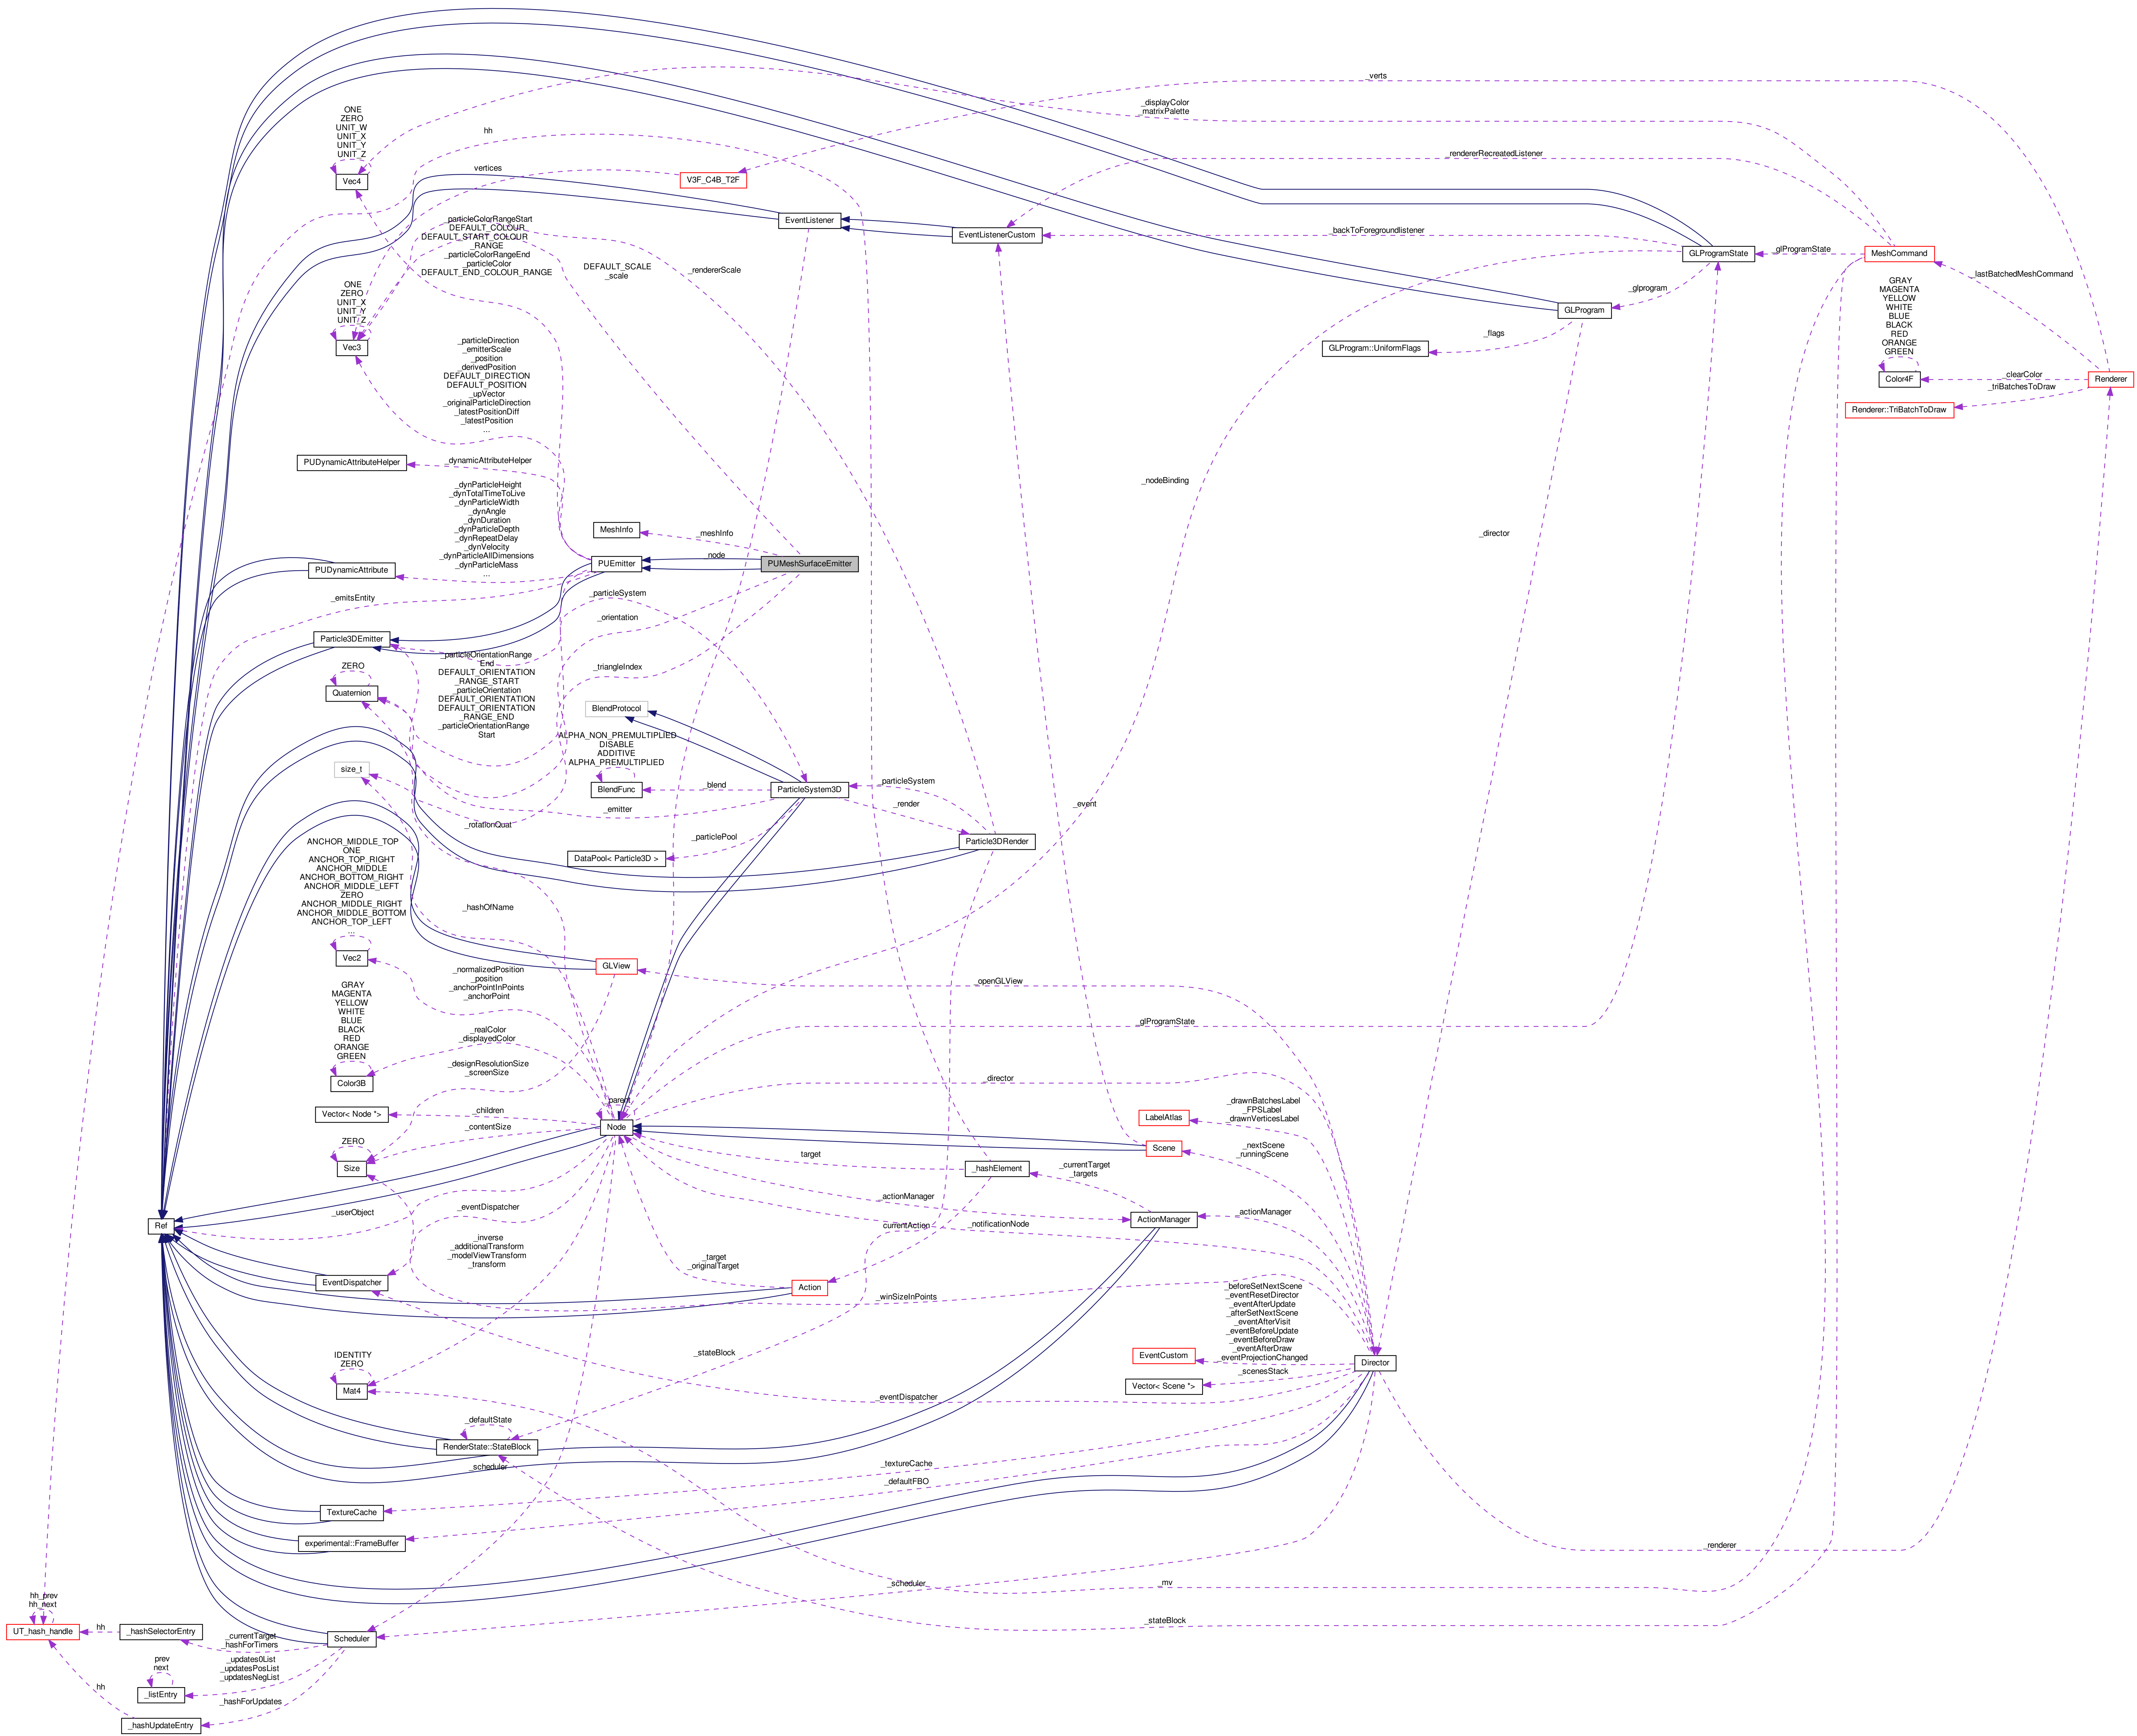 _verts
ONE
ZERO
UNIT_W
UNIT_X
UNIT_Y
UNIT_Z
Vec4
hh
vertices
V3F_C4B_T2F
_displayColor
_matrixPalette
_rendererRecreatedListener
EventListener
EventListenerCustom
_backToForegroundlistener
GLProgramState
_glProgramState
MeshCommand
_particleColorRangeStart
DEFAULT_COLOUR
DEFAULT_START_COLOUR
_RANGE
_particleColorRangeEnd
_particleColor
DEFAULT_END_COLOUR_RANGE
DEFAULT_SCALE
_scale
_rendererScale
_lastBatchedMeshCommand
_glprogram
GLProgram
ONE
ZERO
UNIT_X
UNIT_Y
UNIT_Z
Vec3
GRAY
MAGENTA
YELLOW
WHITE
BLUE
BLACK
RED
ORANGE
GREEN
Color4F
_flags
GLProgram::UniformFlags
_clearColor
Renderer
_triBatchesToDraw
Renderer::TriBatchToDraw
_particleDirection
_emitterScale
_position
_derivedPosition
DEFAULT_DIRECTION
DEFAULT_POSITION
_upVector
_originalParticleDirection
_latestPositionDiff
_latestPosition
...
PUDynamicAttributeHelper
_dynamicAttributeHelper
_nodeBinding
_dynParticleHeight
_dynTotalTimeToLive
_dynParticleWidth
_dynAngle
_dynDuration
_dynParticleDepth
_dynRepeatDelay
_dynVelocity
_dynParticleAllDimensions
_dynParticleMass
...
MeshInfo
_meshInfo
_director
PUDynamicAttribute
PUEmitter
_node
PUMeshSurfaceEmitter
_emitsEntity
_particleSystem
_orientation
Particle3DEmitter
ZERO
Quaternion
_particleOrientationRange
End
DEFAULT_ORIENTATION
_RANGE_START
_particleOrientation
DEFAULT_ORIENTATION
DEFAULT_ORIENTATION
_RANGE_END
_particleOrientationRange
Start
_triangleIndex
BlendProtocol
ALPHA_NON_PREMULTIPLIED
DISABLE
ADDITIVE
ALPHA_PREMULTIPLIED
BlendFunc
_blend
ParticleSystem3D
_particleSystem
size_t
_emitter
_render
_event
_rotationQuat
_particlePool
Particle3DRender
DataPool< Particle3D >
ANCHOR_MIDDLE_TOP
ONE
ANCHOR_TOP_RIGHT
ANCHOR_MIDDLE
ANCHOR_BOTTOM_RIGHT
ANCHOR_MIDDLE_LEFT
ZERO
ANCHOR_MIDDLE_RIGHT
ANCHOR_MIDDLE_BOTTOM
ANCHOR_TOP_LEFT
...
Vec2
_hashOfName
GLView
_normalizedPosition
_position
_anchorPointInPoints
_anchorPoint
_openGLView
GRAY
MAGENTA
YELLOW
WHITE
BLUE
BLACK
RED
ORANGE
GREEN
Color3B
_realColor
_displayedColor
_glProgramState
_designResolutionSize
_screenSize
_director
Vector< Node *>
_children
_parent
Node
_contentSize
ZERO
Size
LabelAtlas
_drawnBatchesLabel
_FPSLabel
_drawnVerticesLabel
Scene
_nextScene
_runningScene
target
_hashElement
_currentTarget
_targets
_actionManager
ActionManager
_actionManager
_userObject
Ref
_eventDispatcher
currentAction
_notificationNode
_inverse
_additionalTransform
_modelViewTransform
_transform
EventDispatcher
_target
_originalTarget
Action
_winSizeInPoints
_beforeSetNextScene
_eventResetDirector
_eventAfterUpdate
_afterSetNextScene
_eventAfterVisit
_eventBeforeUpdate
_eventBeforeDraw
_eventAfterDraw
_eventProjectionChanged
EventCustom
Director
_scenesStack
Vector< Scene *>
IDENTITY
ZERO
Mat4
_stateBlock
_eventDispatcher
_defaultState
RenderState::StateBlock
_scheduler
_textureCache
_defaultFBO
TextureCache
experimental::FrameBuffer
_renderer
_scheduler
_mv
_stateBlock
hh_prev
hh_next
UT_hash_handle
hh
_hashSelectorEntry
_currentTarget
_hashForTimers
Scheduler
_updates0List
_updatesPosList
_updatesNegList
prev
next
_listEntry
hh
_hashForUpdates
_hashUpdateEntry